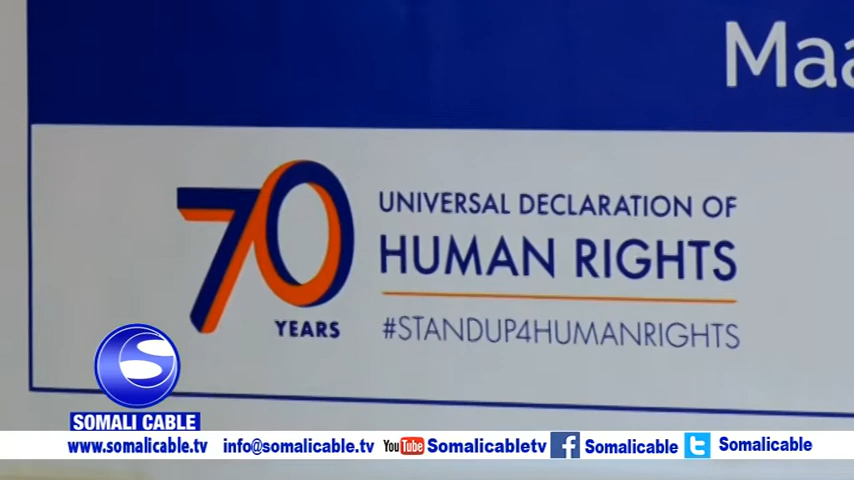 Maa
70
YEARS
UNIVERSAL DECLARATION OF
HUMAN RIGHTS
#STANDUP4HUMANRIGHTS
S
SOMALI CABLE
www.somalicable.tv info@somalicable.tv YouTube Somalicabletv f Somalicable Somalicable